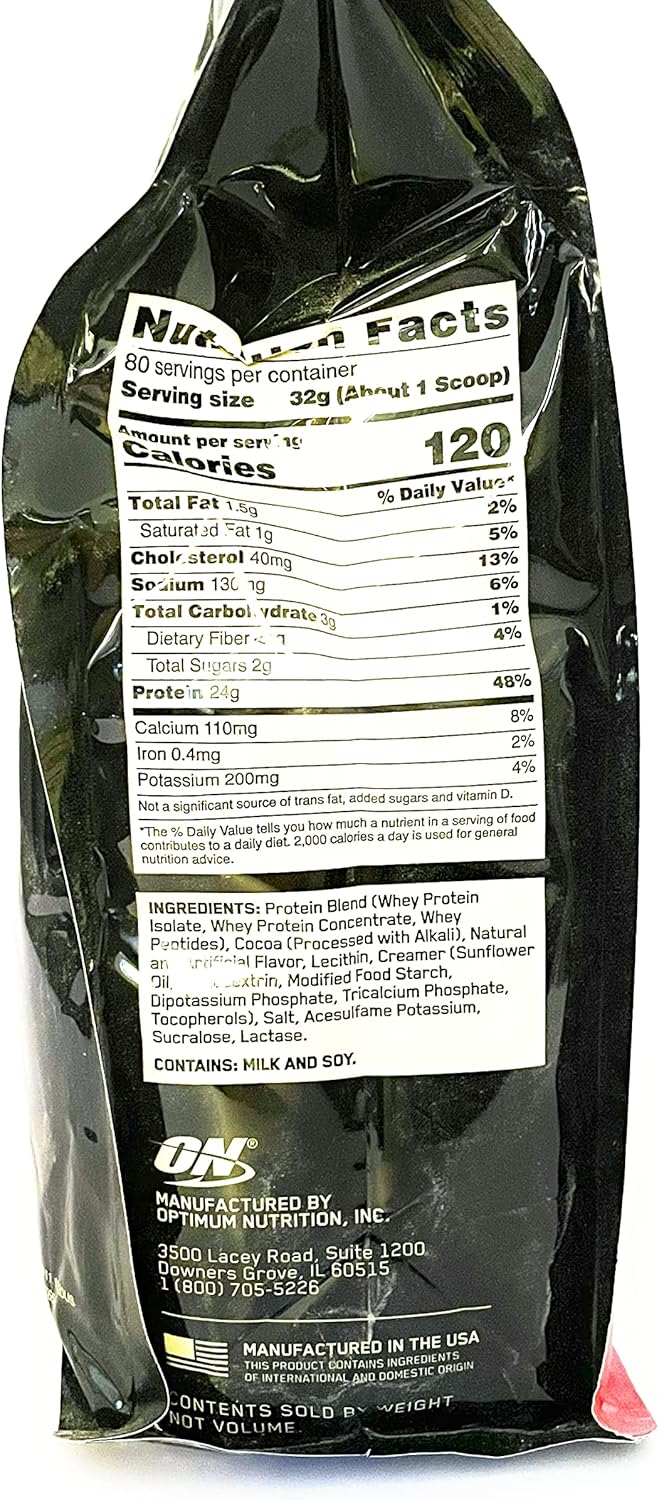 Nutrition Facts
80 servings per container
Serving size 32g (About 1 Scoop)
Amount per serving
Calories 120
% Daily Value*
Total Fat 1.5g 2%
Saturated Fat 1g 5%
Cholesterol 40mg 13%
Sodium 130mg 6%
Total Carbohydrate 3g 1%
Dietary Fiber 4%
Total Sugars 2g
Protein 24g 48%
Calcium 110mg 8%
Iron 0.4mg 2%
Potassium 200mg 4%
Not a significant source of trans fat, added sugars and vitamin D.
*The % Daily Value tells you how much a nutrient in a serving of food
contributes to a daily diet. 2,000 calories a day is used for general
nutrition advice.
INGREDIENTS: Protein Blend (Whey Protein
Isolate, Whey Protein Concentrate, Whey
Peptides), Cocoa (Processed with Alkali), Natural
and Artificial Flavor, Lecithin, Creamer (Sunflower
Oil, Modified Food Starch,
Dipotassium Phosphate, Tricalcium Phosphate,
Tocopherols), Salt, Acesulfame Potassium,
Sucralose, Lactase.
CONTAINS: MILK AND SOY.
ON®
MANUFACTURED BY
OPTIMUM NUTRITION, INC.
3500 Lacey Road, Suite 1200
Downers Grove, IL 60515
1 (800) 705-5226
MANUFACTURED IN THE USA
THIS PRODUCT CONTAINS INGREDIENTS
OF INTERNATIONAL AND DOMESTIC ORIGIN
CONTENTS SOLD BY WEIGHT
NOT VOLUME.